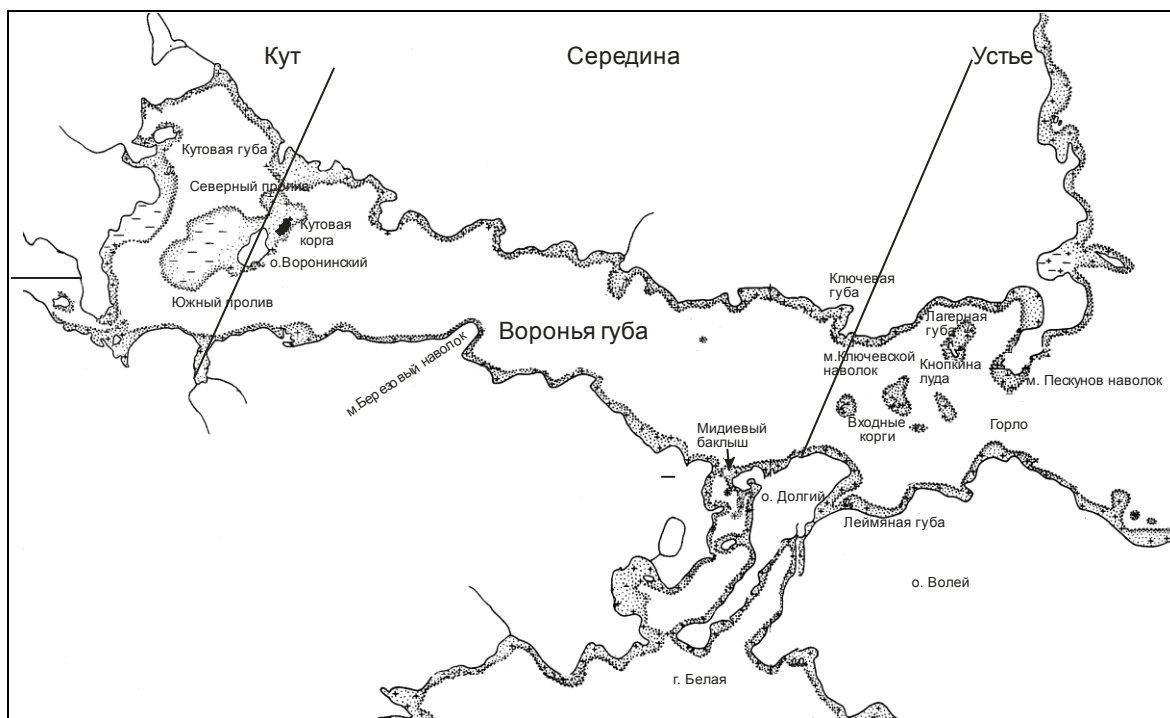 Кут
Середина
Устье
Кутовая губа
Северный пролив
Кутовая
корга
о.Воронинский
Южный пролив
Ключевая
губа
Лагерная
губа
Воронья губа
м.Ключевской
наволок
Кнопкина
луда
м. Пескунов наволок
м.Березовый наволок
Мидиевый
баклыш
Входные
корги
Горло
о. Долгий
Леймяная губа
о. Волей
г. Белая